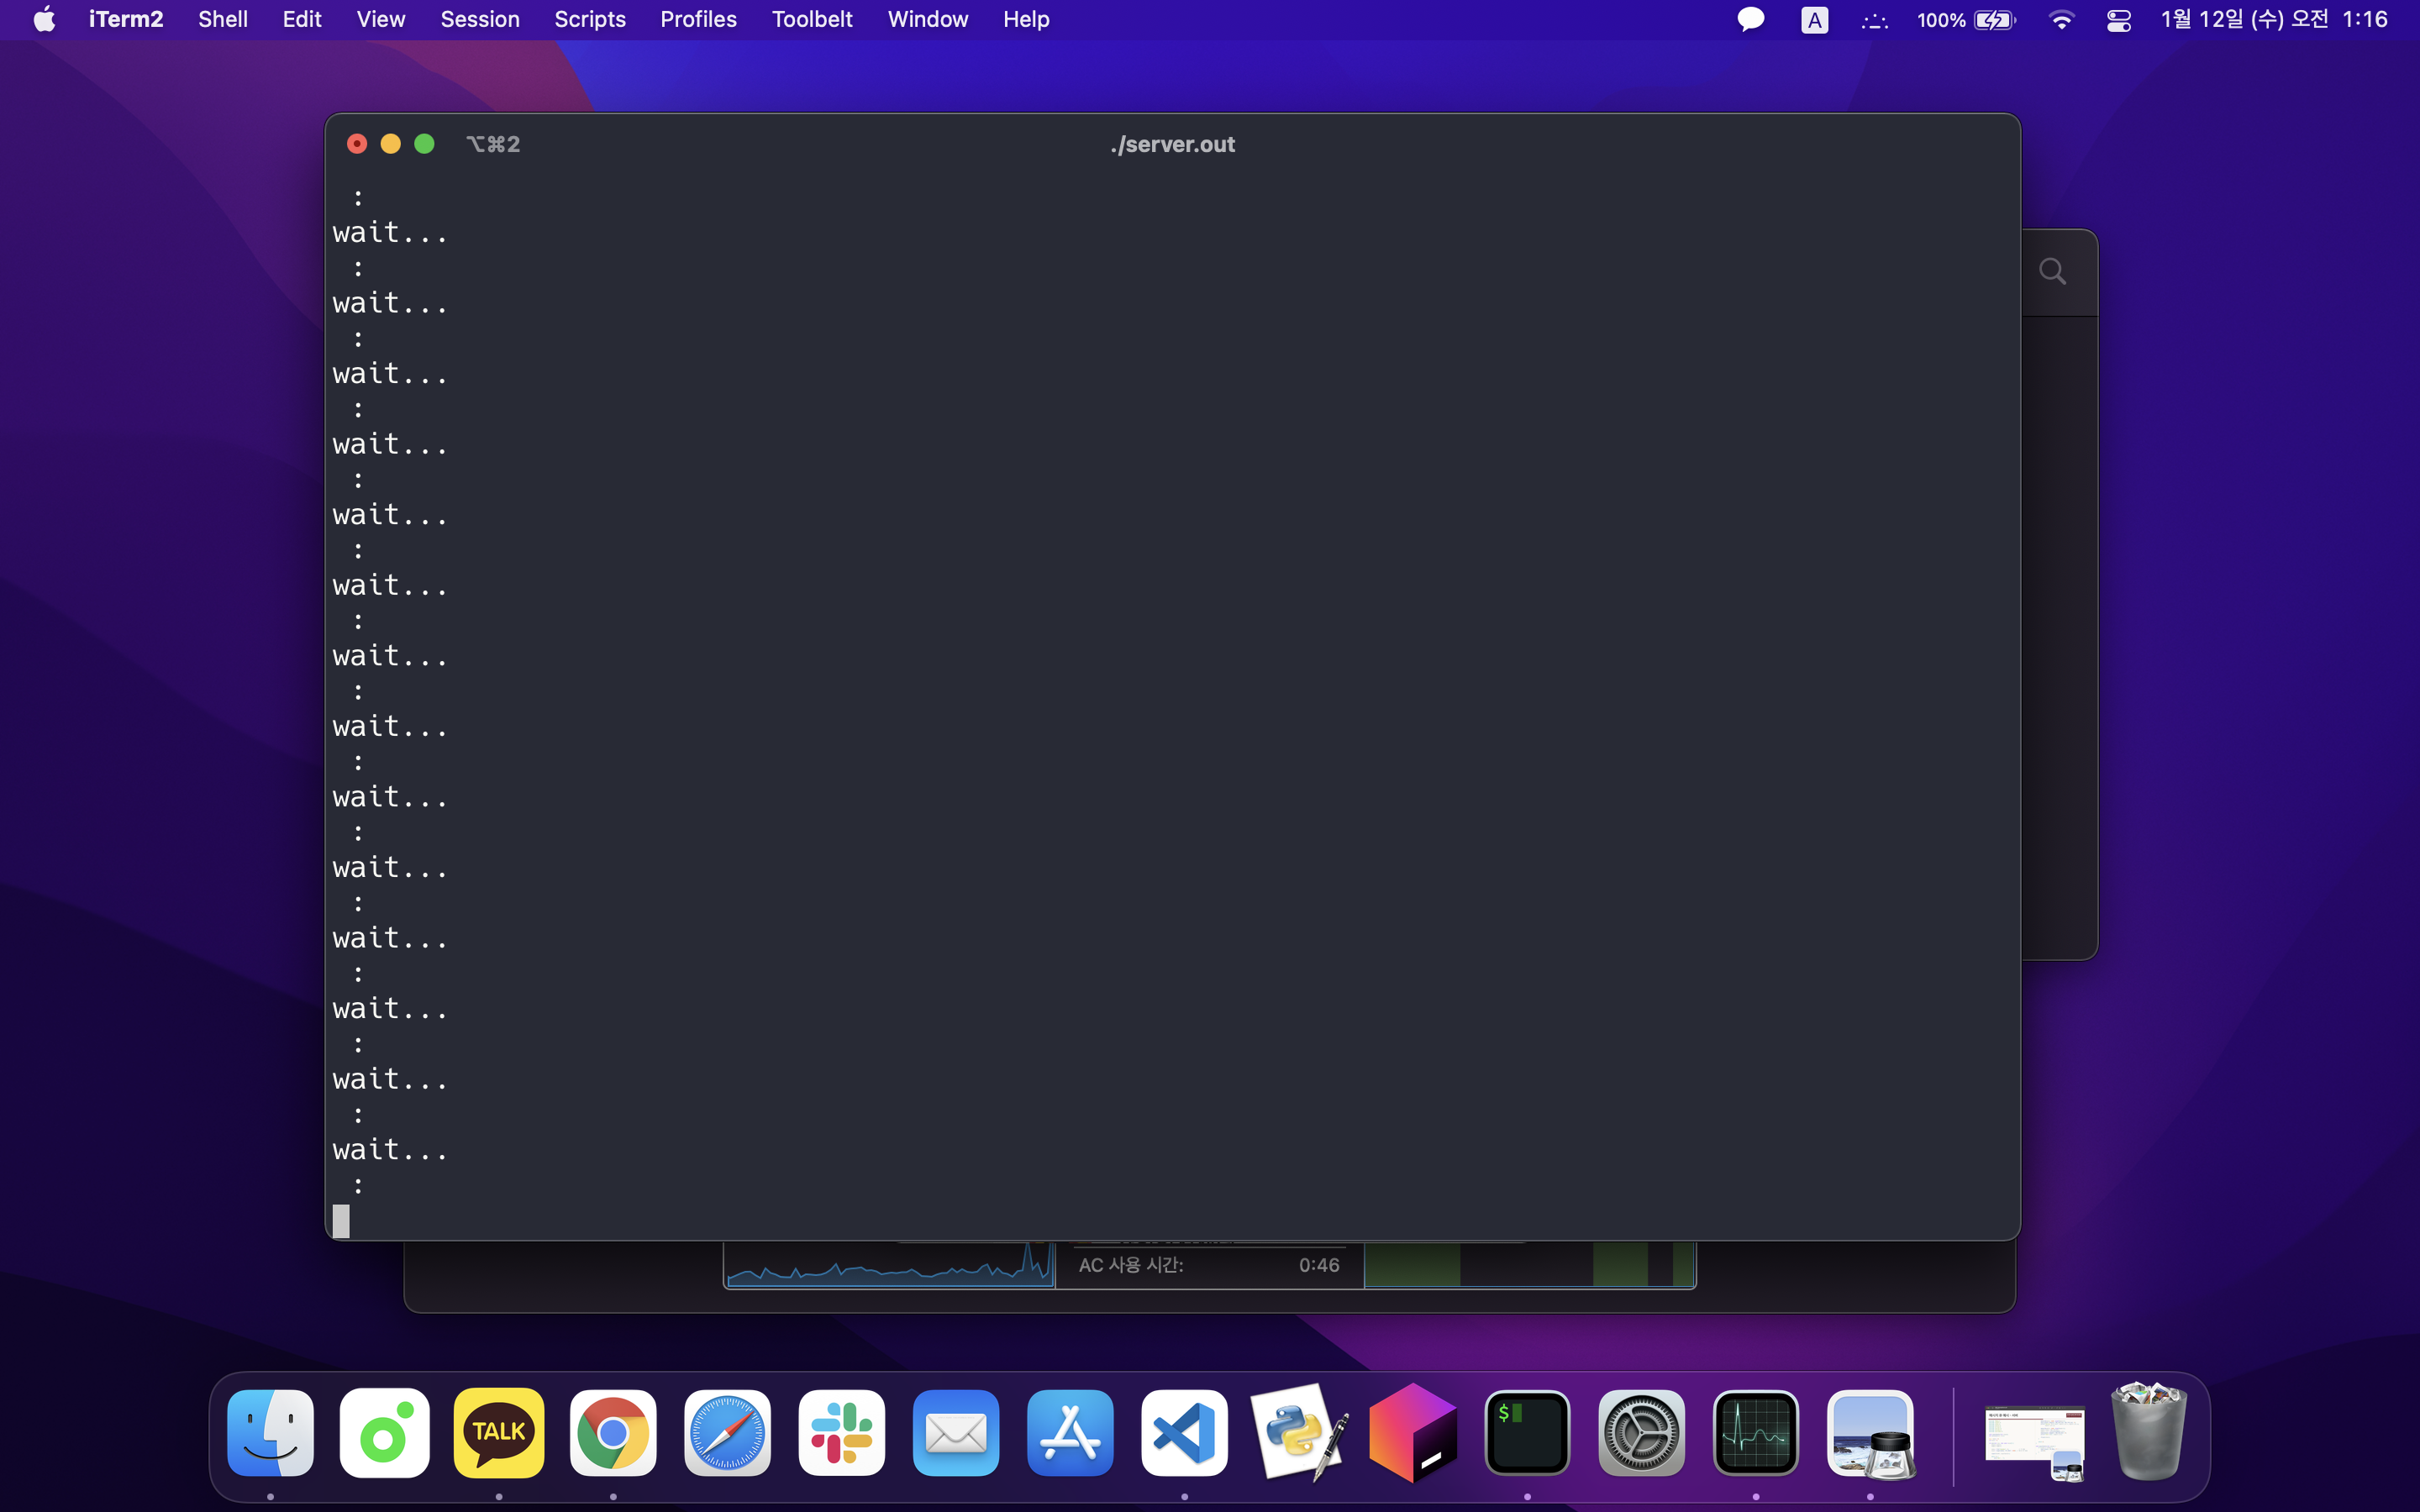 iTerm2 Shell Edit View Session Scripts Profiles Toolbelt Window Help A 100% 1월 12일 (수) 오전 1:16
⌥⌘2 ./server.out
:
wait...
:
wait...
:
wait...
:
wait...
:
wait...
:
wait...
:
wait...
:
wait...
:
wait...
:
wait...
:
wait...
:
wait...
:
wait...
:
wait...
:
AC 사용 시간: 0:46
TALK
$